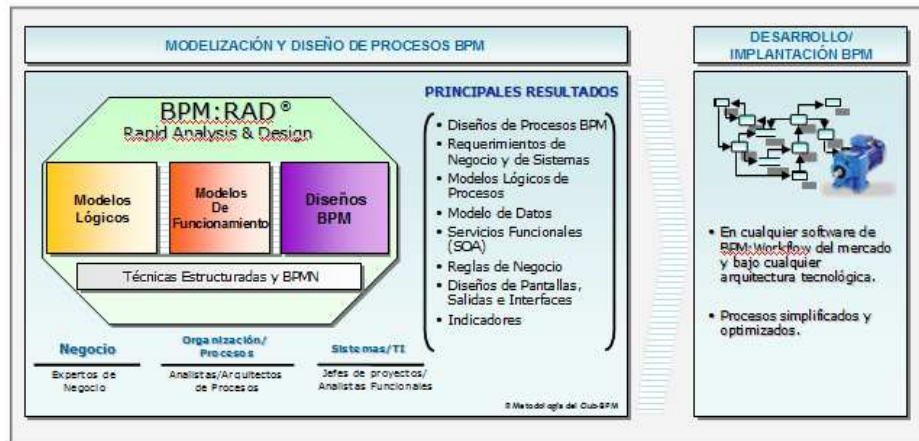 MODELIZACIÓN Y DISEÑO DE PROCESOS BPM
BPM:RAD®
Rapid Analysis & Design
Modelos
Lógicos
Modelos
De
Funcionamiento
Diseños
BPM
Técnicas Estructuradas y BPMN
Negocio
Expertos de
Negocio
Organización/
Procesos
Analistas/Arquitectos
de Procesos
Sistemas/TI
Jefes de proyectos/
Analistas Funcionales
PRINCIPALES RESULTADOS
• Diseños de Procesos BPM
• Requerimientos de
Negocio y de Sistemas
• Modelos Lógicos de
Procesos
• Modelo de Datos
• Servicios Funcionales
(SOA)
• Reglas de Negocio
• Diseños de Pantallas,
Salidas e Interfaces
• Indicadores
® Metodología del Club-BPM
DESARROLLO/
IMPLANTACIÓN BPM
• En cualquier software de
BPM:Workflow del mercado
y bajo cualquier
arquitectura tecnológica.
• Procesos simplificados y
optimizados.